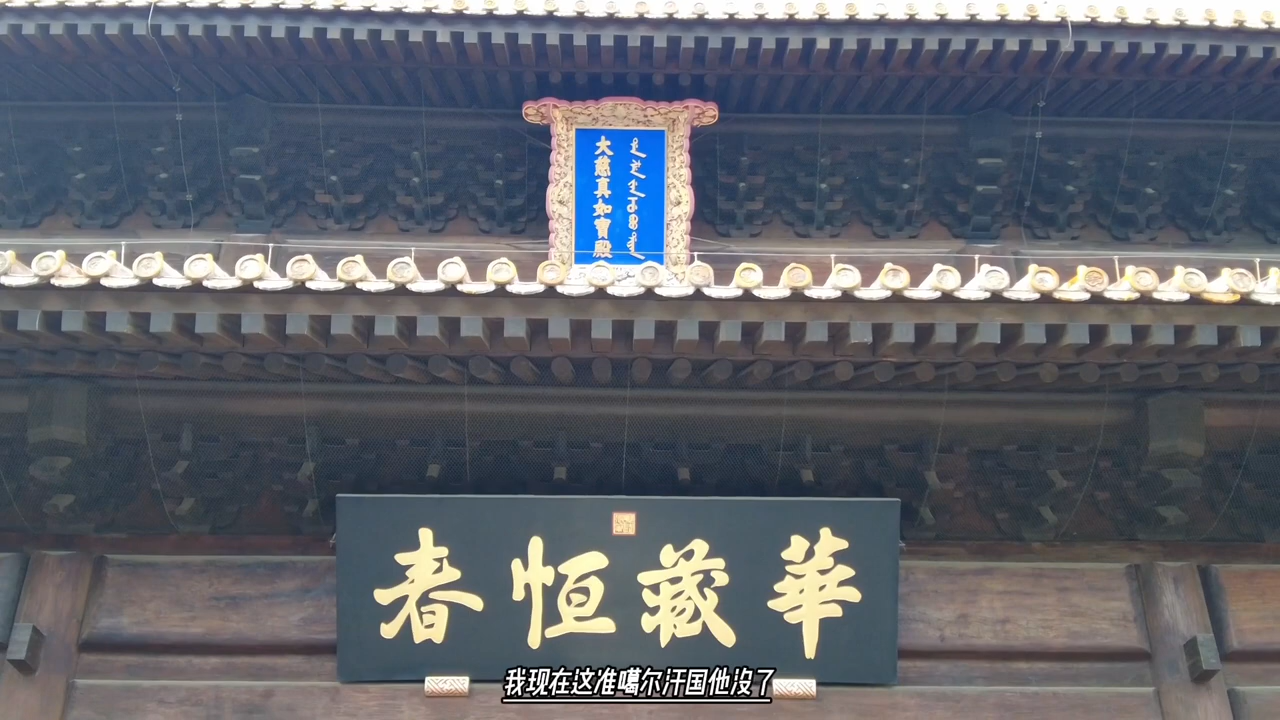 大慈真如寶殿
華藏恒春
我现在这准噶尔汗国他没了